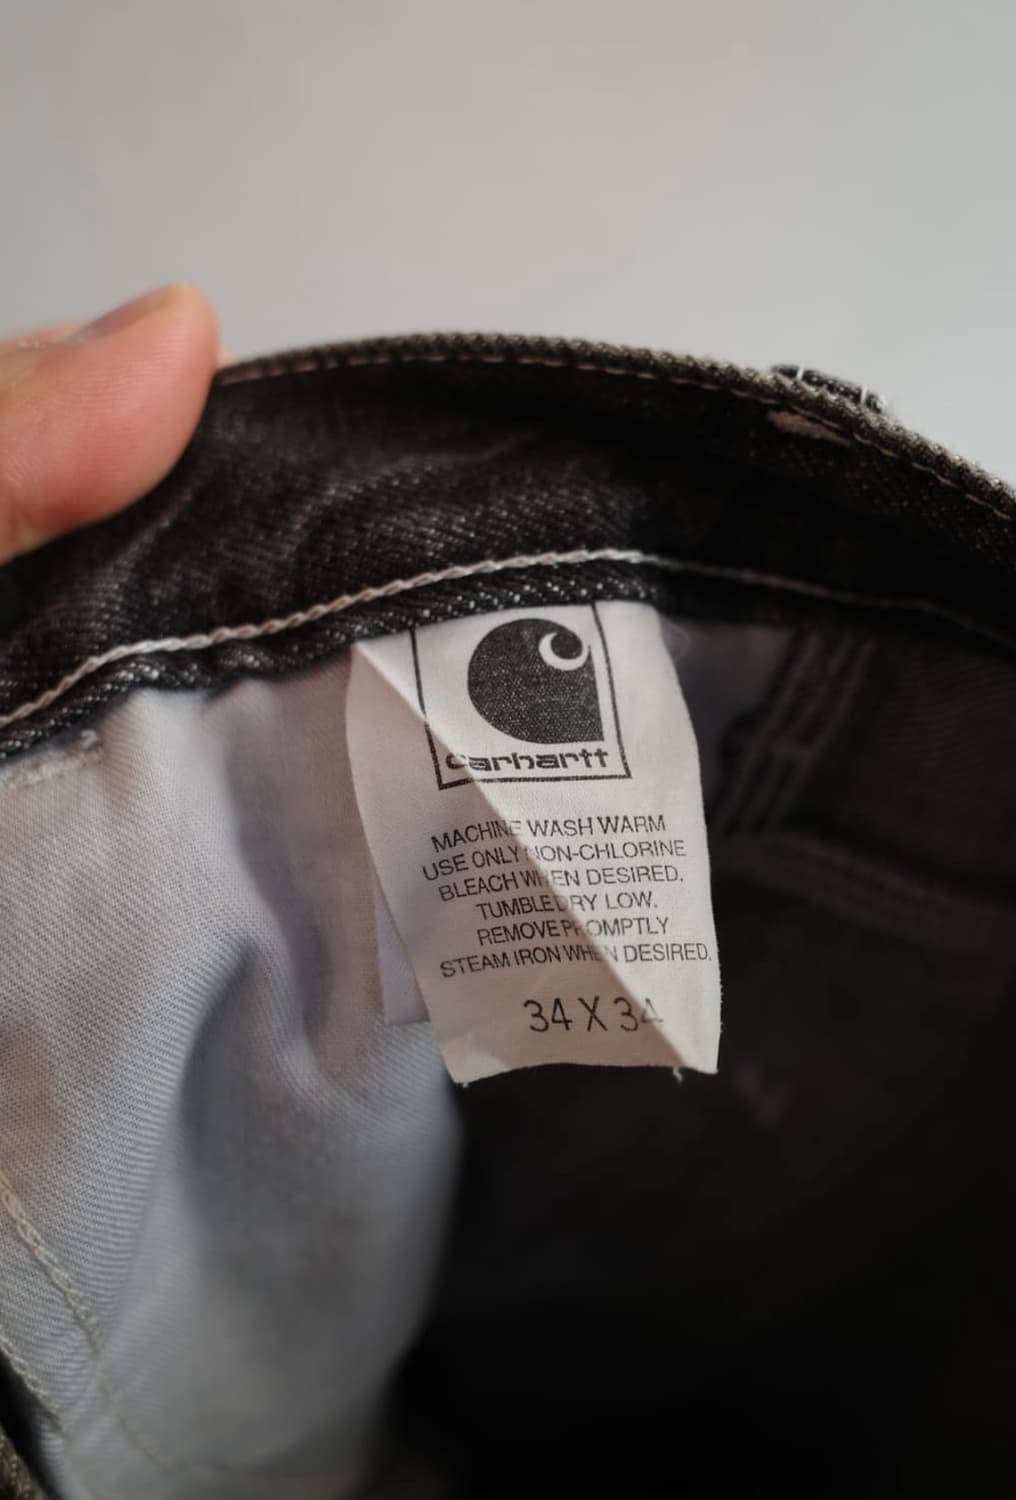 carhartt
MACHINE WASH WARM
USE ONLY NON-CHLORINE
BLEACH WHEN DESIRED.
TUMBLE DRY LOW.
REMOVE PROMPTLY
STEAM IRON WHEN DESIRED.
34 X 34